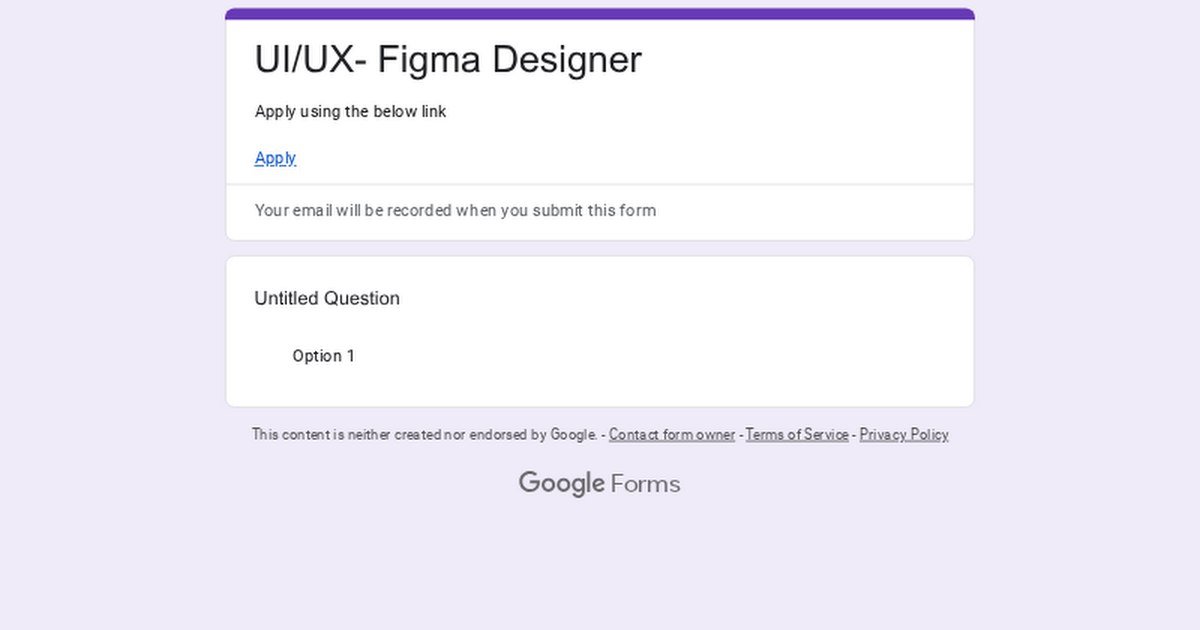 UI/UX- Figma Designer
Apply using the below link
Apply
Your email will be recorded when you submit this form
Untitled Question
Option 1
This content is neither created nor endorsed by Google. - Contact form owner - Terms of Service - Privacy Policy
Google Forms